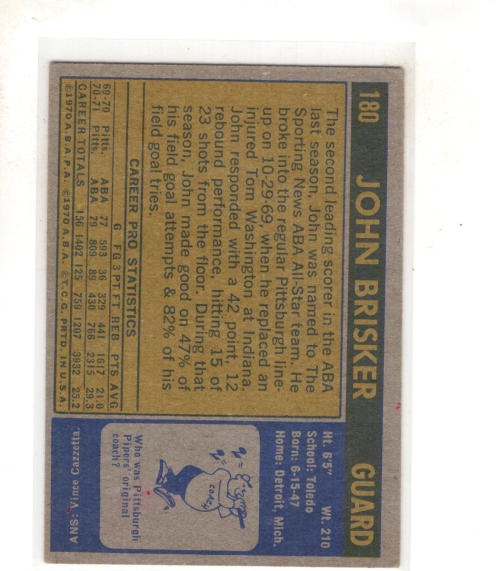 180 JOHN BRISKER GUARD
The second leading scorer in the ABA
last season, John was named to The
Sporting News ABA All-Star team. He
broke into the regular Pittsburgh line-
up on 10-29-69, when he replaced an
injured Tom Washington at Indiana.
John responded with a 42 point, 12
rebound performance, hitting 15 of
23 shots from the floor. During that
season, John made good on 47% of
his field goal attempts & 82% of his
field goal tries.
CAREER PRO STATISTICS
G FG 3PT. FT REB PTS AVG
69-70 Pitts. ABA 77 593 36 329 441 1617 21.0
70-71 Pitts. ABA 79 809 89 430 766 2315 29.3
CAREER TOTALS 156 1402 125 759 1207 3932 25.2
©1970 A.B.A.P.A. ©1970 A.B.A. ©T.C.G. PRTD. IN U.S.A.
Ht. 6'5" Wt. 210
School: Toledo
Born: 6-15-47
Home: Detroit, Mich.
Who was Pittsburgh
Pipers' original
coach?
ANS: Vince Cazzetta.